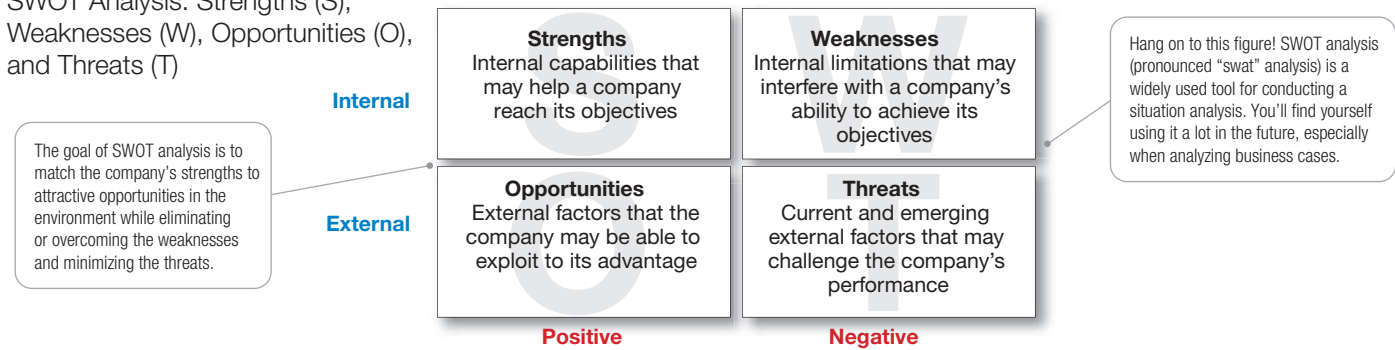 SWOT Analysis: Strengths (S),
Weaknesses (W), Opportunities (O),
and Threats (T)
Internal
External
The goal of SWOT analysis is to
match the company’s strengths to
attractive opportunities in the
environment while eliminating
or overcoming the weaknesses
and minimizing the threats.
S
Strengths
Internal capabilities that
may help a company
reach its objectives
W
Weaknesses
Internal limitations that may
interfere with a company’s
ability to achieve its
objectives
O
Opportunities
External factors that the
company may be able to
exploit to its advantage
T
Threats
Current and emerging
external factors that may
challenge the company’s
performance
Positive
Negative
Hang on to this figure! SWOT analysis
(pronounced “swat” analysis) is a
widely used tool for conducting a
situation analysis. You’ll find yourself
using it a lot in the future, especially
when analyzing business cases.